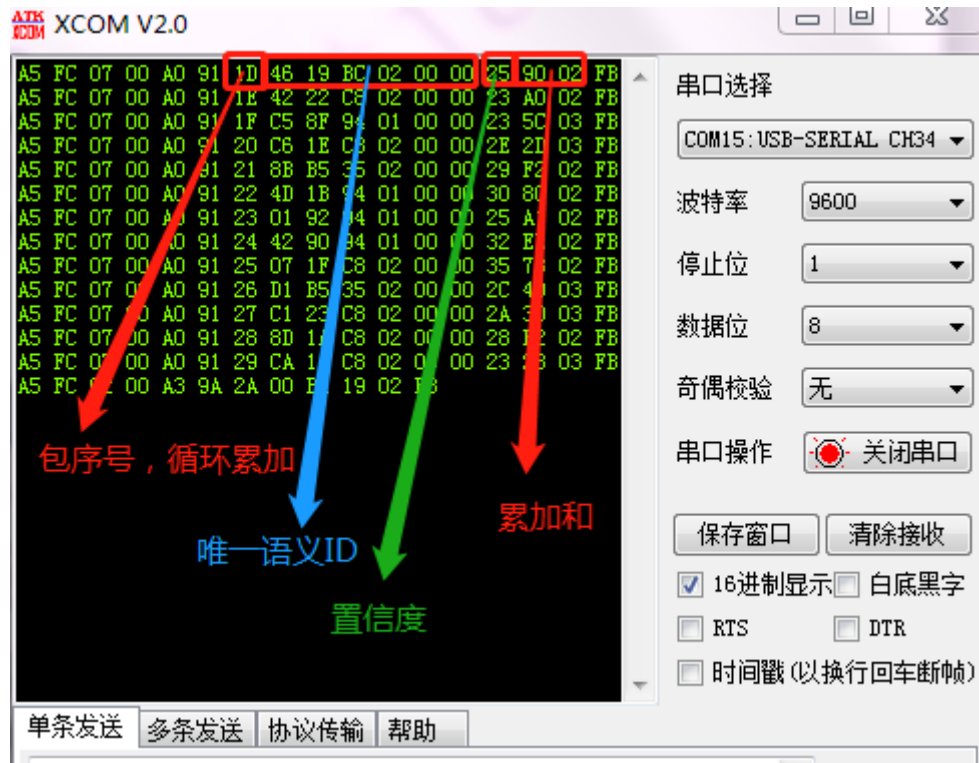 XCOM V2.0
A5 FC 07 00 A0 91 1D 46 19 BC 02 00 00 25 90 02 FB
A5 FC 07 00 A0 91 1E 42 22 C8 02 00 00 23 A0 02 FB
A5 FC 07 00 A0 91 1F C5 8F 94 01 00 00 23 5C 03 FB
A5 FC 07 00 A0 91 20 C6 1E C8 02 00 00 2E 2D 03 FB
A5 FC 07 00 A0 91 21 8B B5 35 02 00 00 29 F2 02 FB
A5 FC 07 00 A0 91 22 4D 1B 94 01 00 00 30 80 02 FB
A5 FC 07 00 A0 91 23 01 92 94 01 00 00 25 A1 02 FB
A5 FC 07 00 A0 91 24 42 90 94 01 00 00 32 EE 02 FB
A5 FC 07 00 A0 91 25 07 1F C8 02 00 00 35 7B 02 FB
A5 FC 07 00 A0 91 26 D1 B5 35 02 00 00 2C 40 03 FB
A5 FC 07 00 A0 91 27 C1 23 C8 02 00 00 2A 30 03 FB
A5 FC 07 00 A0 91 28 8D 1A C8 02 00 00 28 F2 02 FB
A5 FC 07 00 A0 91 29 CA C8 02 00 00 23 03 FB
A5 FC 02 00 A3 9A 2A 00 B2 19 02 FB
包序号，循环累加
唯一语义ID
置信度
累加和
串口选择
COM15:USB-SERIAL CH34
波特率 9600
停止位 1
数据位 8
奇偶校验 无
串口操作 关闭串口
保存窗口 清除接收
16进制显示 白底黑字
RTS DTR
时间戳(以换行回车断帧)
单条发送 多条发送 协议传输 帮助